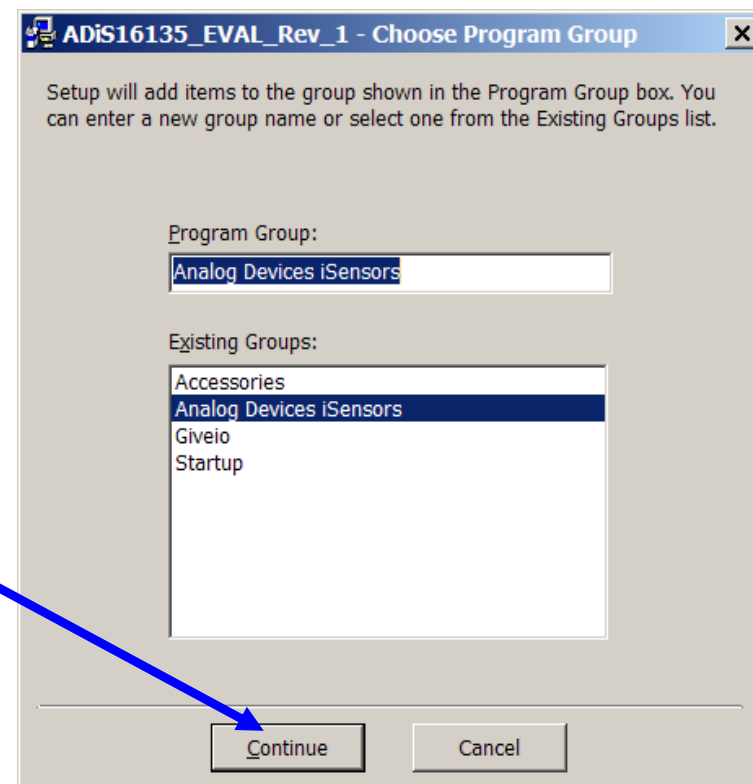 ADiS16135_EVAL_Rev_1 - Choose Program Group
Setup will add items to the group shown in the Program Group box. You
can enter a new group name or select one from the Existing Groups list.
Program Group:
Analog Devices iSensors
Existing Groups:
Accessories
Analog Devices iSensors
Giveio
Startup
Continue
Cancel